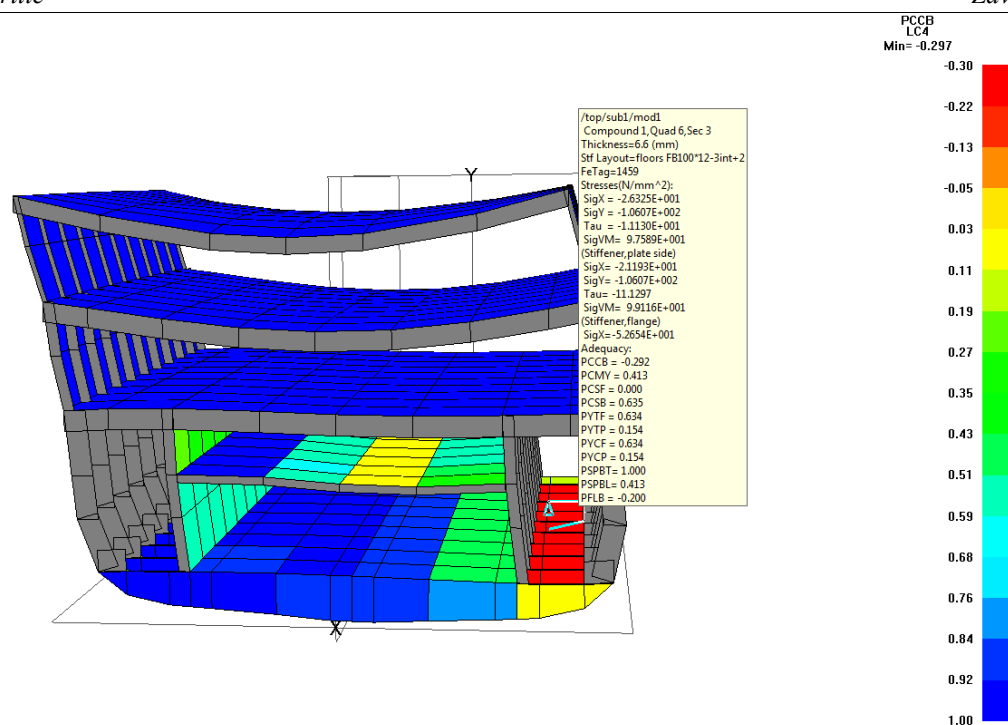 PCCB
LC4
Min= -0.297
/top/sub1/mod1
Compound 1,Quad 6,Sec 3
Thickness=6.6 (mm)
Stf Layout=floors FB100*12-3int+2
FeTag=1459
Stresses(N/mm^2):
SigX = -2.6325E+001
SigY = -1.0607E+002
Tau = -1.1130E+001
SigVM= 9.7589E+001
(Stiffener,plate side)
SigX= -2.1193E+001
SigY= -1.0607E+002
Tau= -11.1297
SigVM= 9.9116E+001
(Stiffener,flange)
SigX=-5.2654E+001
Adequacy:
PCCB = -0.292
PCMY = 0.413
PCSF = 0.000
PCSB = 0.635
PYTF = 0.634
PYTP = 0.154
PYCF = 0.634
PYCP = 0.154
PSPBT= 1.000
PSPBL= 0.413
PFLB = -0.200
Y
X
-0.30
-0.22
-0.13
-0.05
0.03
0.11
0.19
0.27
0.35
0.43
0.51
0.59
0.68
0.76
0.84
0.92
1.00